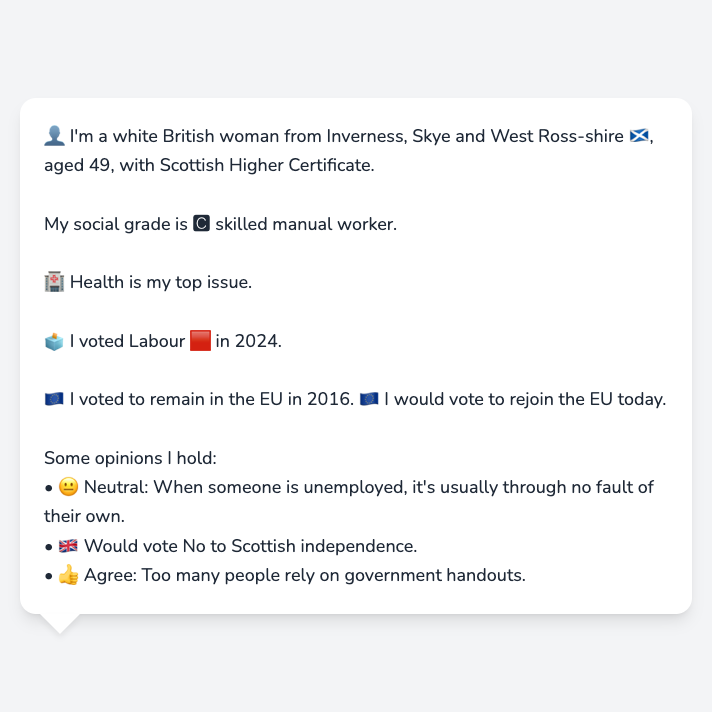 👤 I'm a white British woman from Inverness, Skye and West Ross-shire 🏴󠁧󠁢󠁳󠁣󠁴󠁿,
aged 49, with Scottish Higher Certificate.
My social grade is 🅲 skilled manual worker.
🏥 Health is my top issue.
🗳️ I voted Labour 🟥 in 2024.
🇪🇺 I voted to remain in the EU in 2016. 🇪🇺 I would vote to rejoin the EU today.
Some opinions I hold:
• 😐 Neutral: When someone is unemployed, it's usually through no fault of
their own.
• 🇬🇧 Would vote No to Scottish independence.
• 👍 Agree: Too many people rely on government handouts.